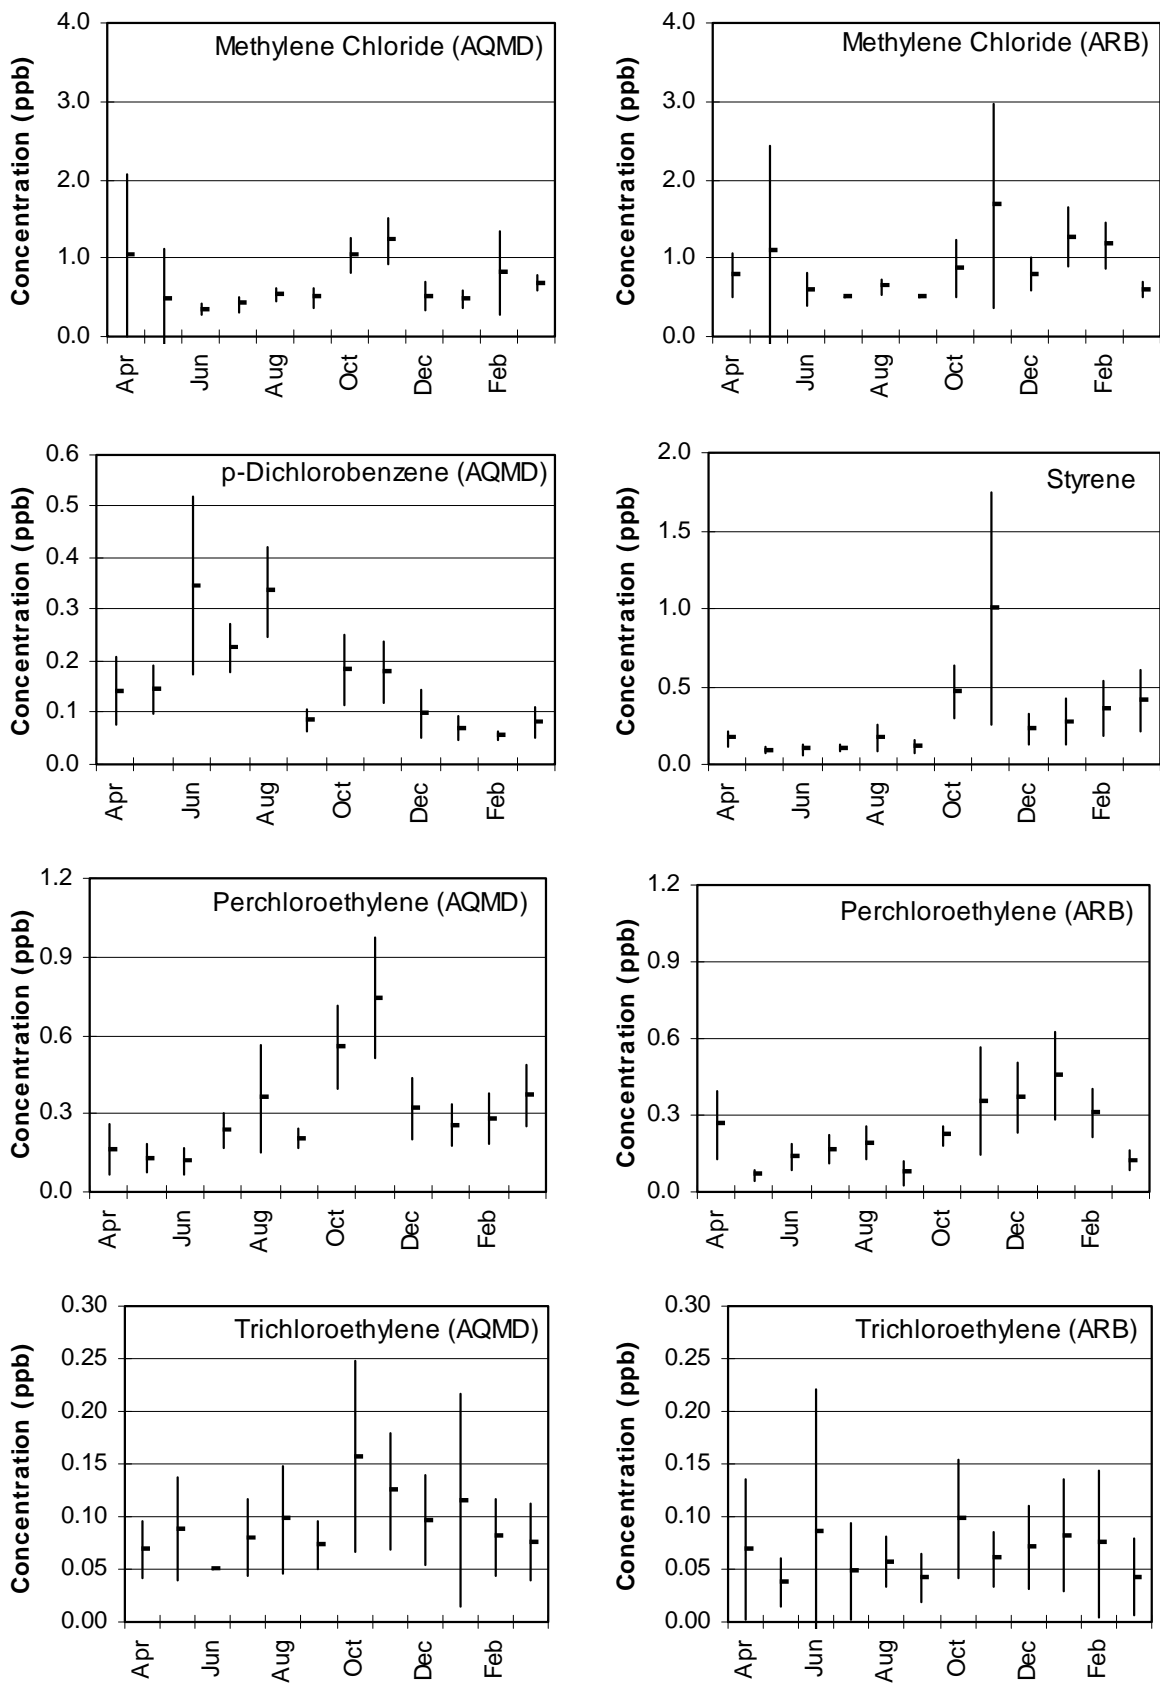 Methylene Chloride (AQMD)
Concentration (ppb)
4.0
3.0
2.0
1.0
0.0
Apr
Jun
Aug
Oct
Dec
Feb
Methylene Chloride (ARB)
Concentration (ppb)
4.0
3.0
2.0
1.0
0.0
Apr
Jun
Aug
Oct
Dec
Feb
p-Dichlorobenzene (AQMD)
Concentration (ppb)
0.6
0.5
0.4
0.3
0.2
0.1
0.0
Apr
Jun
Aug
Oct
Dec
Feb
Styrene
Concentration (ppb)
2.0
1.5
1.0
0.5
0.0
Apr
Jun
Aug
Oct
Dec
Feb
Perchloroethylene (AQMD)
Concentration (ppb)
1.2
0.9
0.6
0.3
0.0
Apr
Jun
Aug
Oct
Dec
Feb
Perchloroethylene (ARB)
Concentration (ppb)
1.2
0.9
0.6
0.3
0.0
Apr
Jun
Aug
Oct
Dec
Feb
Trichloroethylene (AQMD)
Concentration (ppb)
0.30
0.25
0.20
0.15
0.10
0.05
0.00
Apr
Jun
Aug
Oct
Dec
Feb
Trichloroethylene (ARB)
Concentration (ppb)
0.30
0.25
0.20
0.15
0.10
0.05
0.00
Apr
Jun
Aug
Oct
Dec
Feb